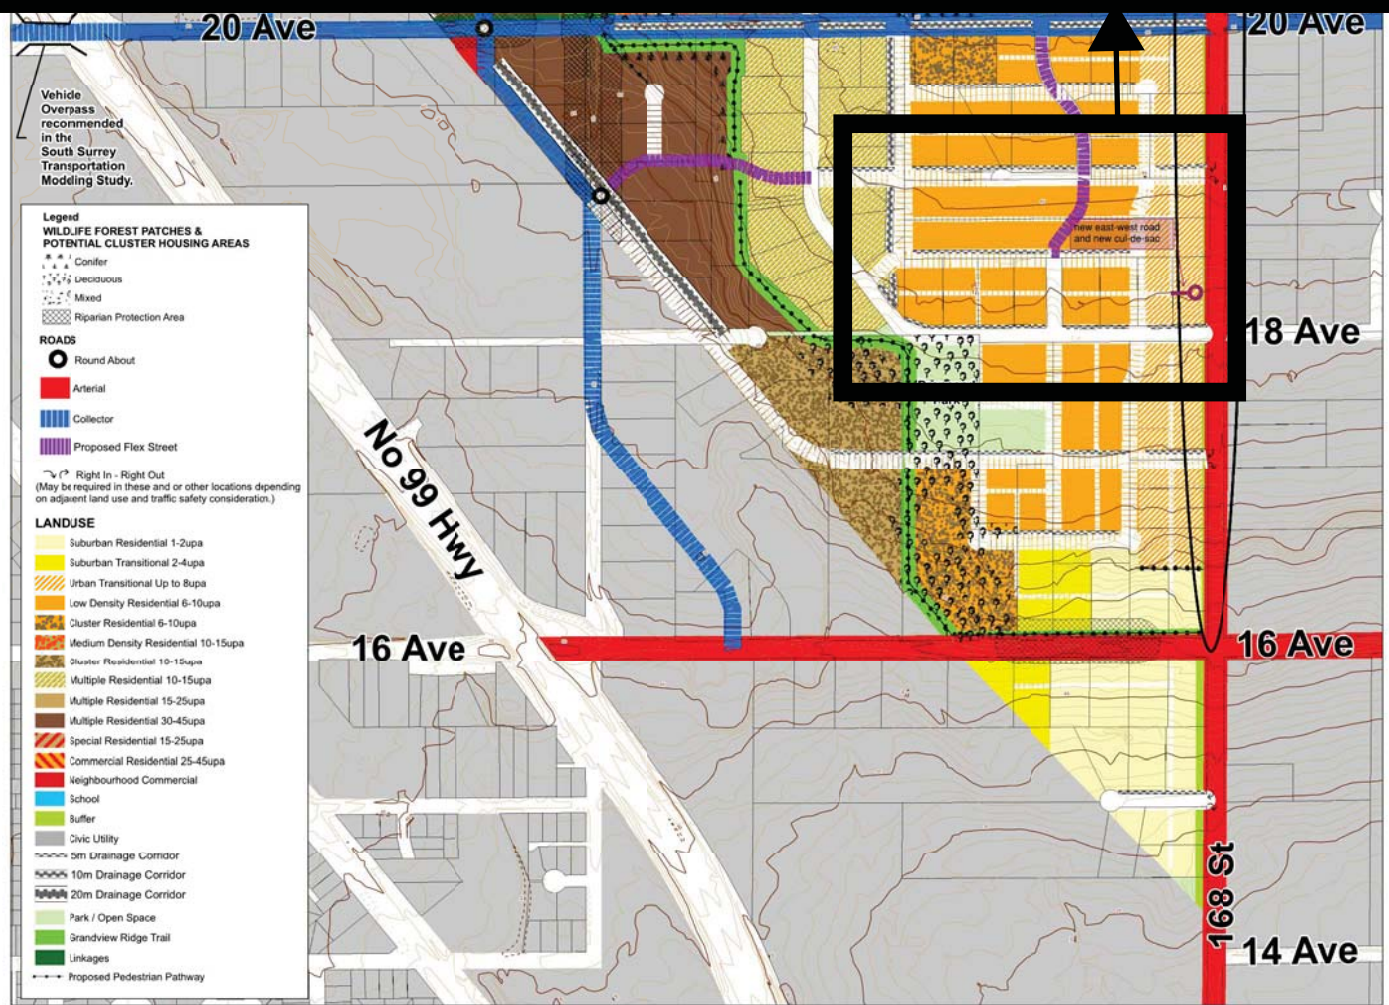 20 Ave
20 Ave
Vehicle
Overpass
recommended
in the
South Surrey
Transportation
Modling Study.
new east-west road
and new cul-de-sac
18 Ave
No 99 Hwy
16 Ave
16 Ave
168 St
14 Ave
Legend
WILDLIFE FOREST PATCHES &
POTENTIAL CLUSTER HOUSING AREAS
Conifer
Deciduous
Mixed
Riparian Protection Area
ROADS
Round About
Arterial
Collector
Proposed Flex Street
Right In - Right Out
(May be required in these and or other locations depending
on adjacent land use and traffic safety consideration.)
LANDUSE
Suburban Residential 1-2upa
Suburban Transitional 2-4upa
Urban Transitional Up to 8upa
Low Density Residential 6-10upa
Cluster Residential 6-10upa
Medium Density Residential 10-15upa
Cluster Residential 10-15upa
Multiple Residential 10-15upa
Multiple Residential 15-25upa
Multiple Residential 30-45upa
Special Residential 15-25upa
Commercial Residential 25-45upa
Neighbourhood Commercial
School
Buffer
Civic Utility
5m Drainage Corridor
10m Drainage Corridor
20m Drainage Corridor
Park / Open Space
Grandview Ridge Trail
Linkages
Proposed Pedestrian Pathway